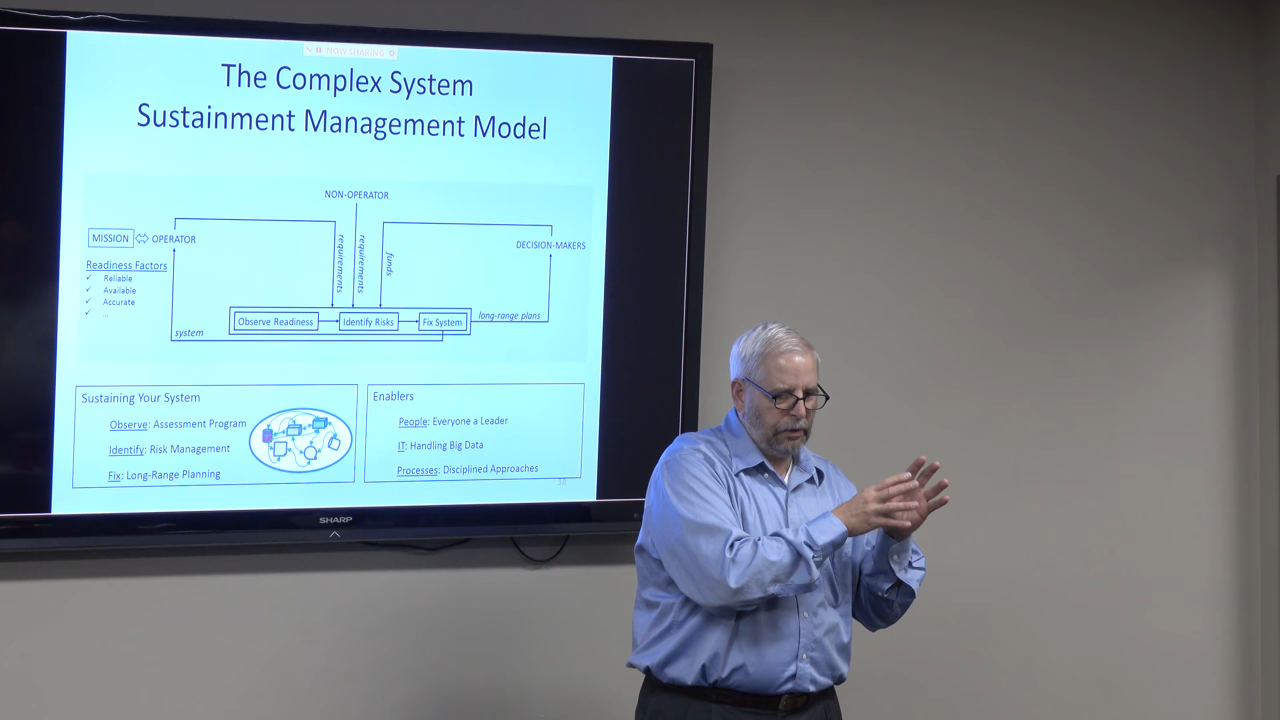 NOW SHARING
The Complex System
Sustainment Management Model
NON-OPERATOR
MISSION OPERATOR
DECISION-MAKERS
requirements
requirements
funds
Readiness Factors
✓ Reliable
✓ Available
✓ Accurate
✓ ...
Observe Readiness
Identify Risks
Fix System
long-range plans
system
Sustaining Your System
Observe: Assessment Program
Identify: Risk Management
Fix: Long-Range Planning
Enablers
People: Everyone a Leader
IT: Handling Big Data
Processes: Disciplined Approaches
38
SHARP